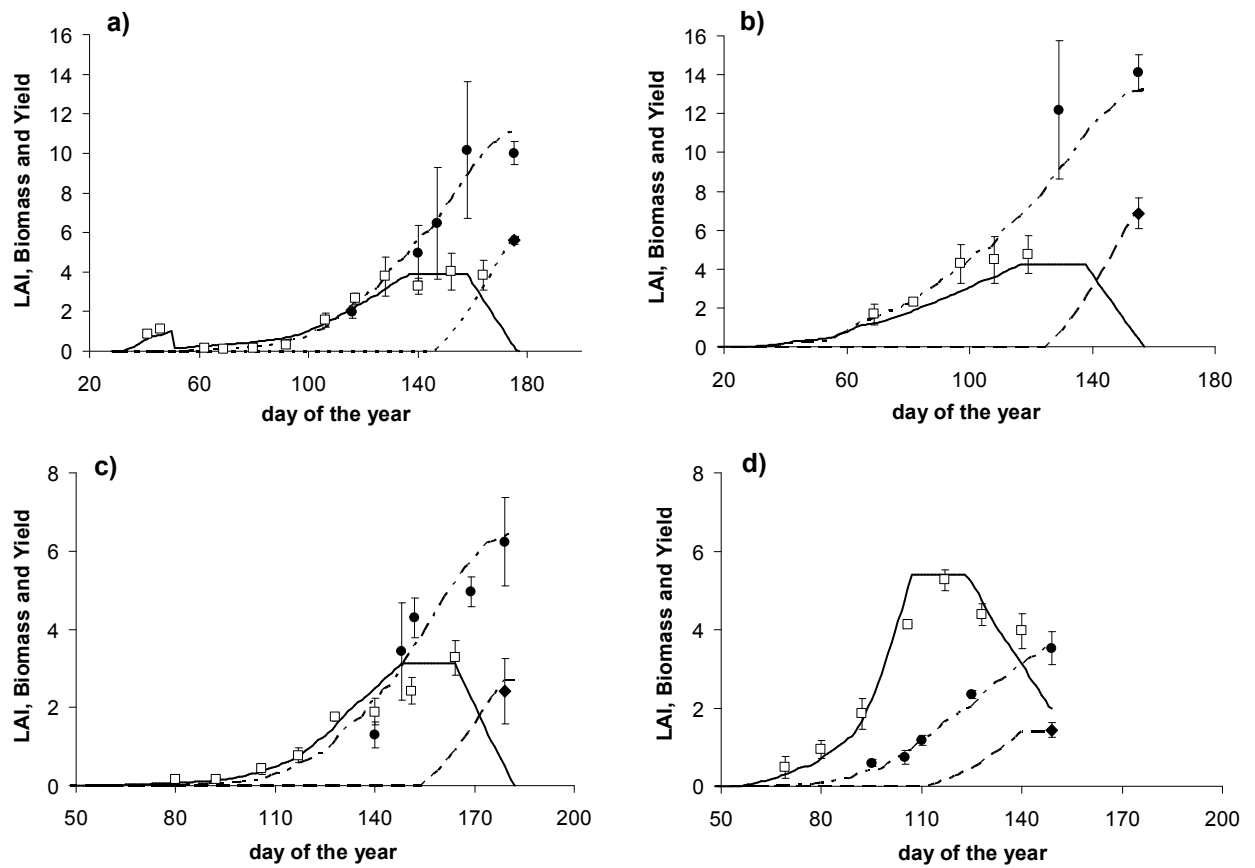 a)
LAI, Biomass and Yield
16
14
12
10
8
6
4
2
0
20 60 100 140 180
day of the year
b)
LAI, Biomass and Yield
16
14
12
10
8
6
4
2
0
20 60 100 140 180
day of the year
c)
LAI, Biomass and Yield
8
6
4
2
0
50 80 110 140 170 200
day of the year
d)
LAI, Biomass and Yield
8
6
4
2
0
50 80 110 140 170 200
day of the year